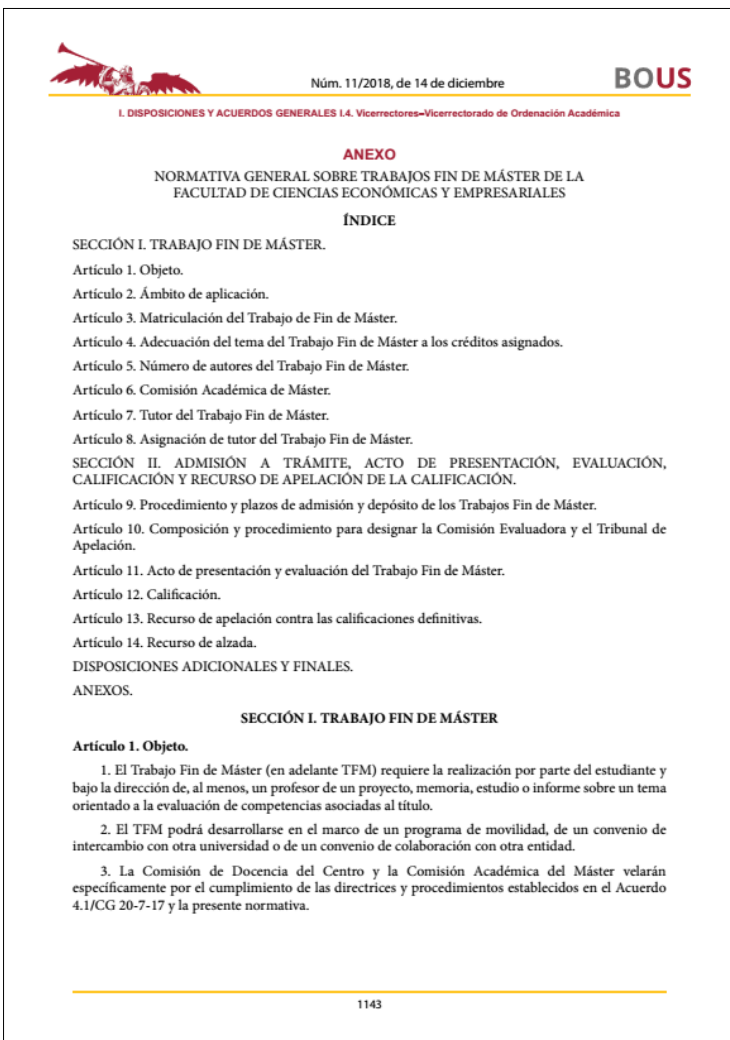 Núm. 11/2018, de 14 de diciembre
BOUS
I. DISPOSICIONES Y ACUERDOS GENERALES I.4. Vicerrectores–Vicerrectorado de Ordenación Académica
ANEXO
NORMATIVA GENERAL SOBRE TRABAJOS FIN DE MÁSTER DE LA
FACULTAD DE CIENCIAS ECONÓMICAS Y EMPRESARIALES
ÍNDICE
SECCIÓN I. TRABAJO FIN DE MÁSTER.
Artículo 1. Objeto.
Artículo 2. Ámbito de aplicación.
Artículo 3. Matriculación del Trabajo de Fin de Máster.
Artículo 4. Adecuación del tema del Trabajo Fin de Máster a los créditos asignados.
Artículo 5. Número de autores del Trabajo Fin de Máster.
Artículo 6. Comisión Académica de Máster.
Artículo 7. Tutor del Trabajo Fin de Máster.
Artículo 8. Asignación de tutor del Trabajo Fin de Máster.
SECCIÓN II. ADMISIÓN A TRÁMITE, ACTO DE PRESENTACIÓN, EVALUACIÓN,
CALIFICACIÓN Y RECURSO DE APELACIÓN DE LA CALIFICACIÓN.
Artículo 9. Procedimiento y plazos de admisión y depósito de los Trabajos Fin de Máster.
Artículo 10. Composición y procedimiento para designar la Comisión Evaluadora y el Tribunal de
Apelación.
Artículo 11. Acto de presentación y evaluación del Trabajo Fin de Máster.
Artículo 12. Calificación.
Artículo 13. Recurso de apelación contra las calificaciones definitivas.
Artículo 14. Recurso de alzada.
DISPOSICIONES ADICIONALES Y FINALES.
ANEXOS.
SECCIÓN I. TRABAJO FIN DE MÁSTER
Artículo 1. Objeto.
1. El Trabajo Fin de Máster (en adelante TFM) requiere la realización por parte del estudiante y
bajo la dirección de, al menos, un profesor de un proyecto, memoria, estudio o informe sobre un tema
orientado a la evaluación de competencias asociadas al título.
2. El TFM podrá desarrollarse en el marco de un programa de movilidad, de un convenio de
intercambio con otra universidad o de un convenio de colaboración con otra entidad.
3. La Comisión de Docencia del Centro y la Comisión Académica del Máster velarán
específicamente por el cumplimiento de las directrices y procedimientos establecidos en el Acuerdo
4.1/CG 20-7-17 y la presente normativa.
1143